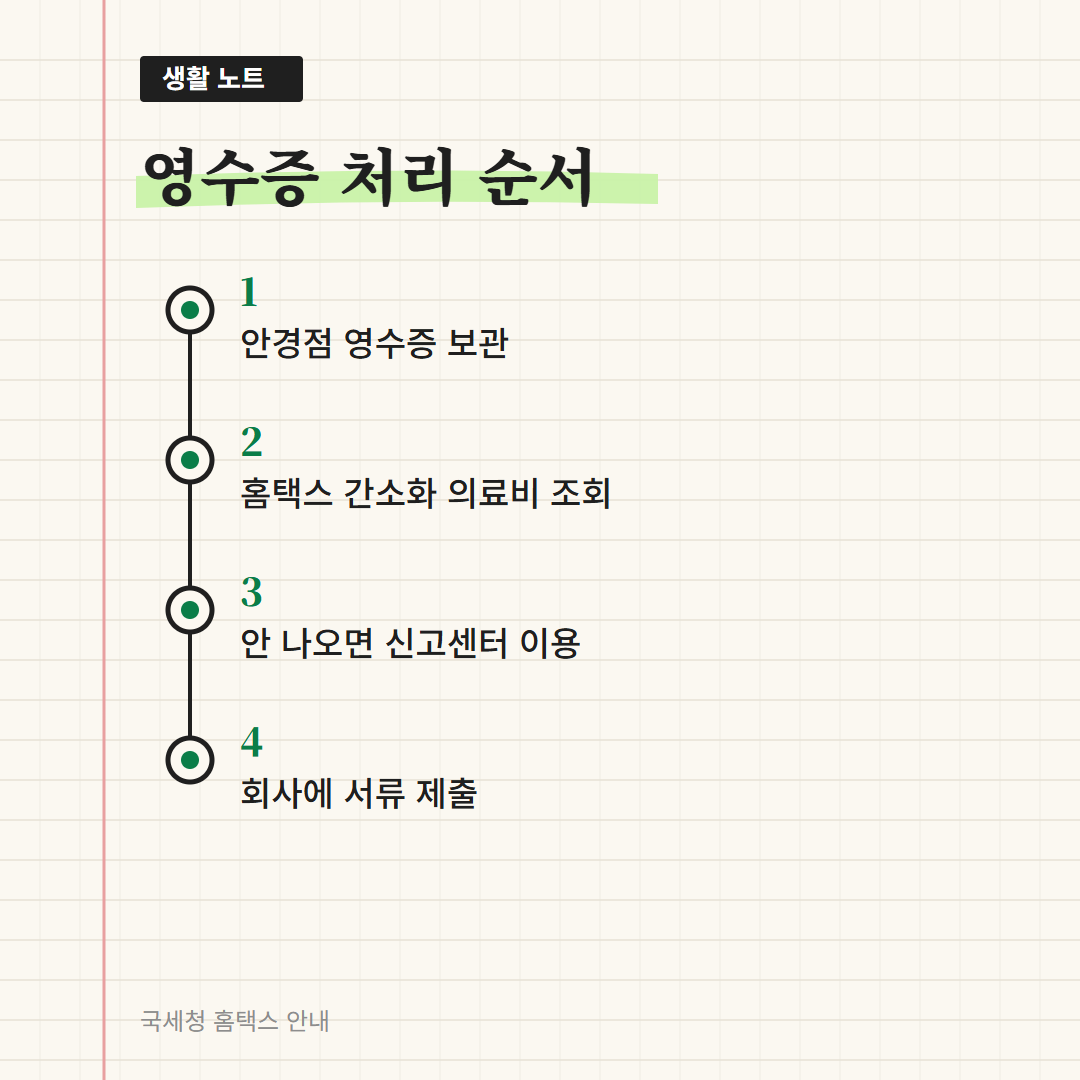 생활 노트
영수증 처리 순서
1
안경점 영수증 보관
2
홈택스 간소화 의료비 조회
3
안 나오면 신고센터 이용
4
회사에 서류 제출
국세청 홈택스 안내